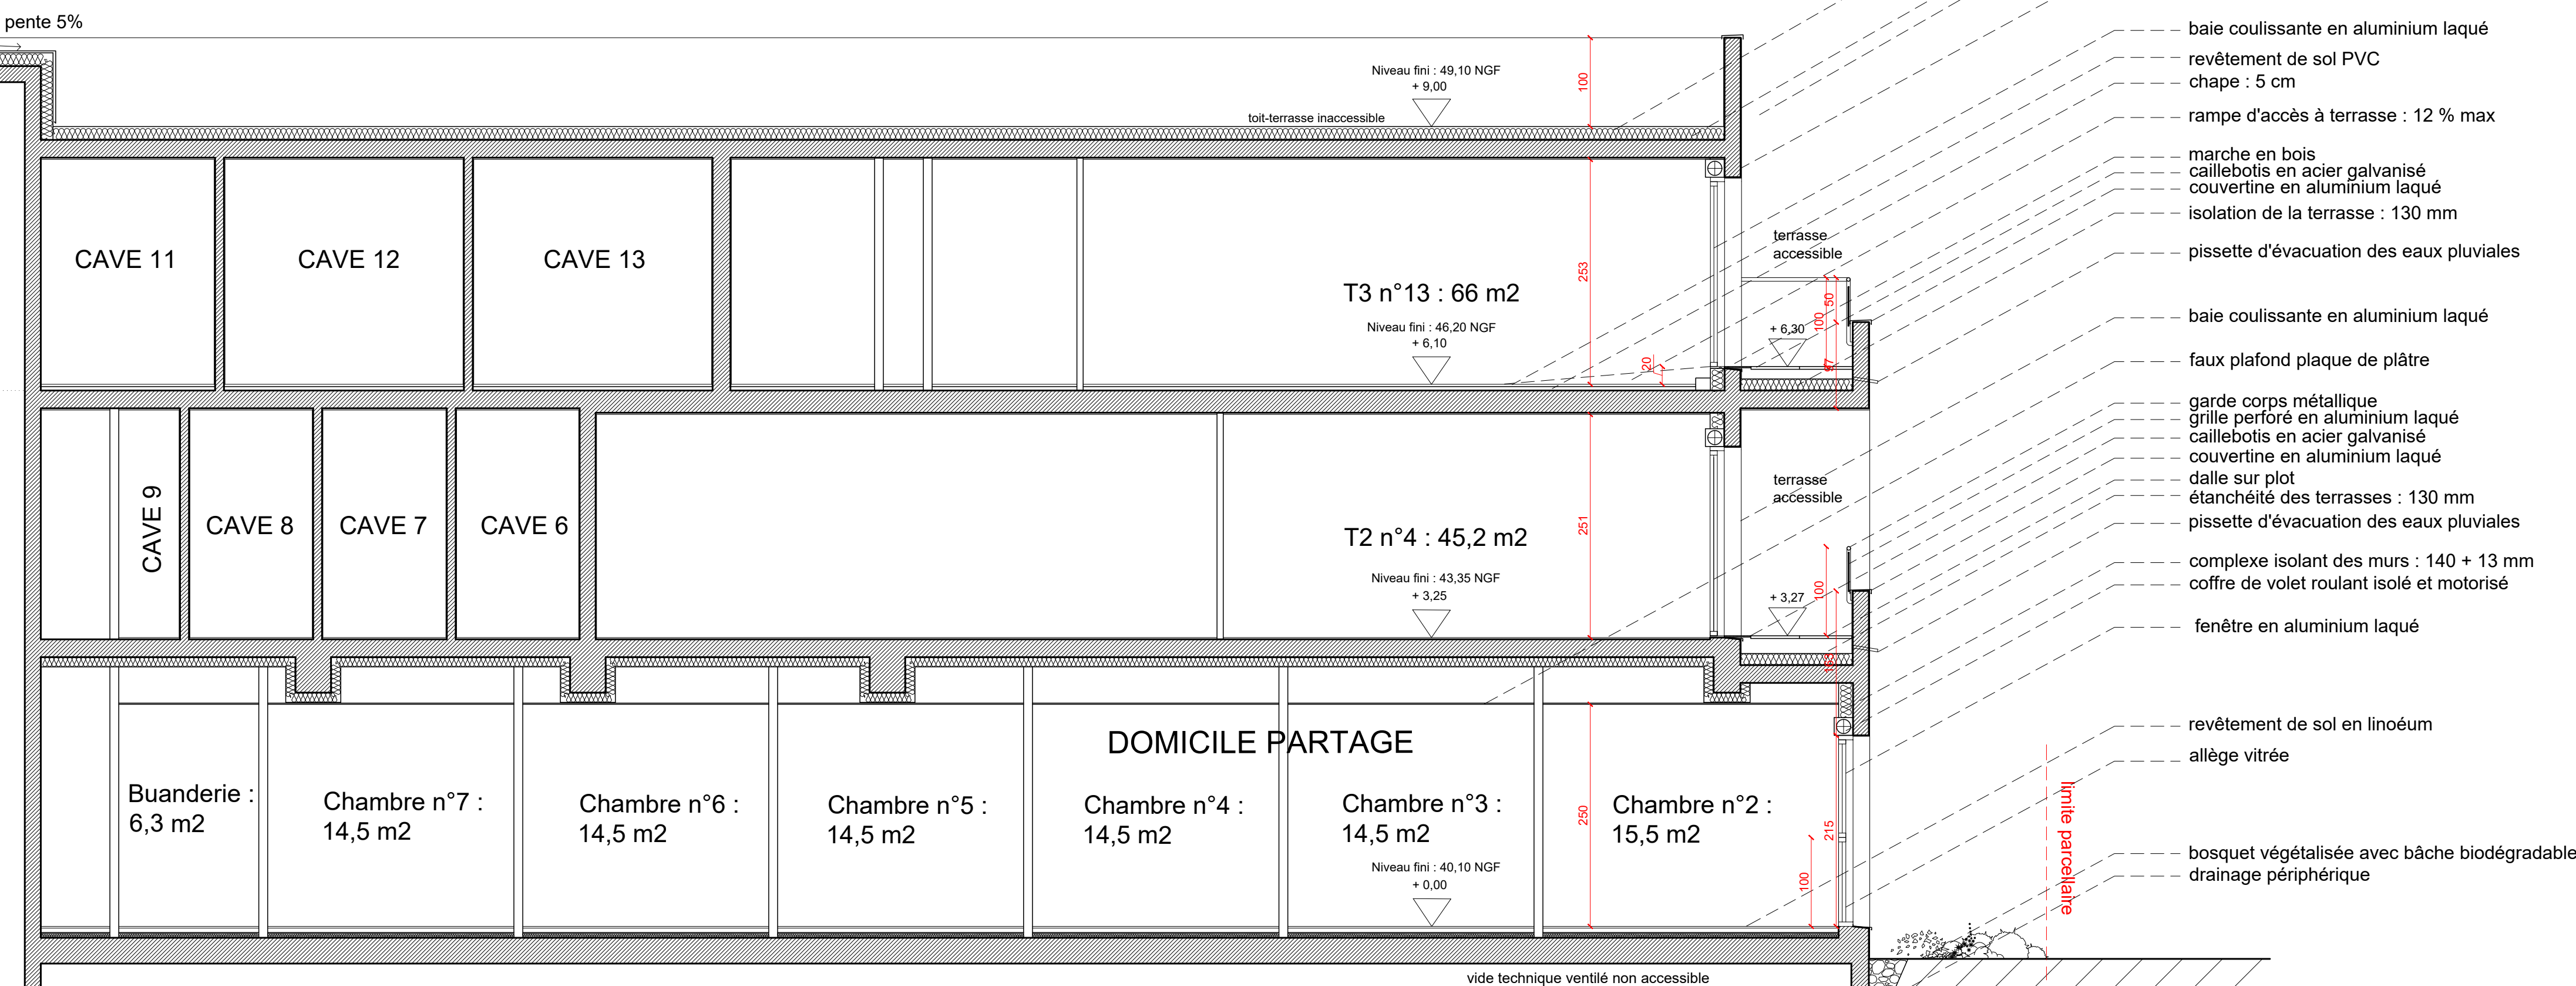 pente 5%
Niveau fini : 49,10 NGF
+ 9,00
100
toit-terrasse inaccessible
CAVE 11
CAVE 12
CAVE 13
253
T3 n°13 : 66 m2
Niveau fini : 46,20 NGF
+ 6,10
20
terrasse
accessible
50
100
+ 6,30
97
CAVE 9
CAVE 8
CAVE 7
CAVE 6
251
T2 n°4 : 45,2 m2
Niveau fini : 43,35 NGF
+ 3,25
terrasse
accessible
100
+ 3,27
DOMICILE PARTAGE
Buanderie :
6,3 m2
Chambre n°7 :
14,5 m2
Chambre n°6 :
14,5 m2
Chambre n°5 :
14,5 m2
Chambre n°4 :
14,5 m2
Chambre n°3 :
14,5 m2
Chambre n°2 :
15,5 m2
Niveau fini : 40,10 NGF
+ 0,00
250
215
100
vide technique ventilé non accessible
limite parcellaire
baie coulissante en aluminium laqué
revêtement de sol PVC
chape : 5 cm
rampe d'accès à terrasse : 12 % max
marche en bois
caillebotis en acier galvanisé
couvertine en aluminium laqué
isolation de la terrasse : 130 mm
pissette d'évacuation des eaux pluviales
baie coulissante en aluminium laqué
faux plafond plaque de plâtre
garde corps métallique
grille perforé en aluminium laqué
caillebotis en acier galvanisé
couvertine en aluminium laqué
dalle sur plot
étanchéité des terrasses : 130 mm
pissette d'évacuation des eaux pluviales
complexe isolant des murs : 140 + 13 mm
coffre de volet roulant isolé et motorisé
fenêtre en aluminium laqué
revêtement de sol en linoéum
allège vitrée
bosquet végétalisée avec bâche biodégradable
drainage périphérique